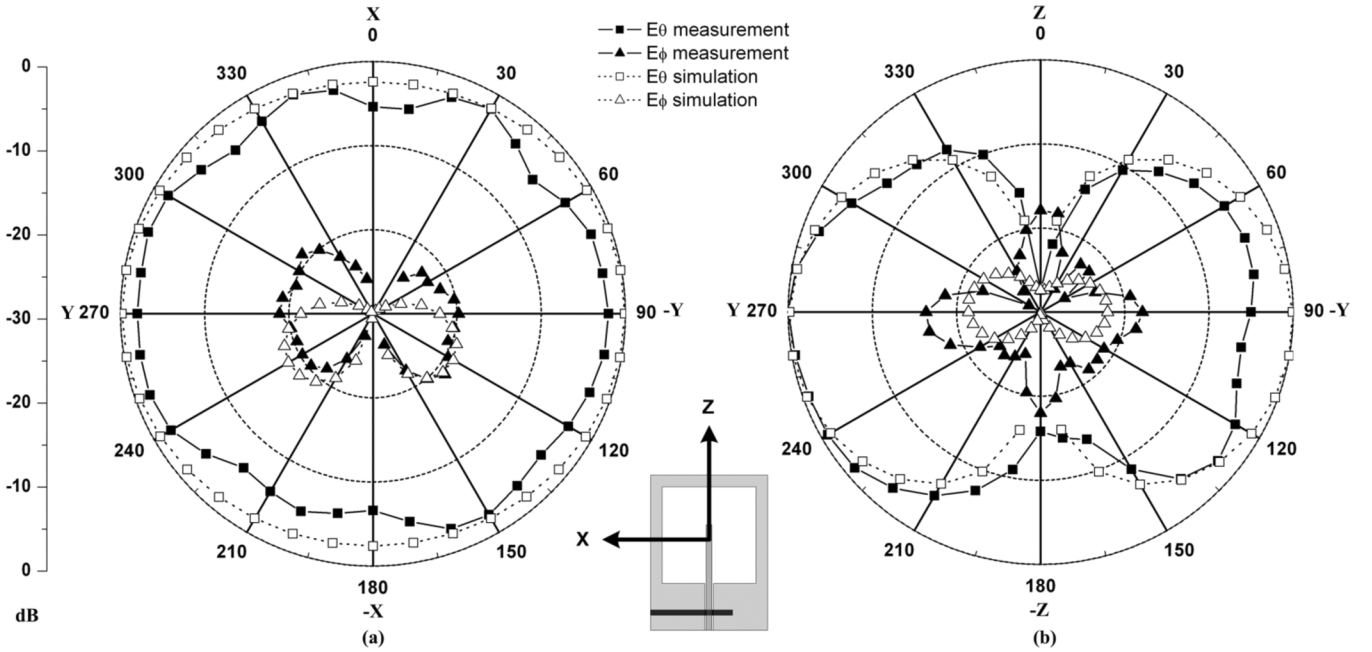 X
0
30
60
90 -Y
120
150
180
-X
210
240
Y 270
300
330
(a)
0
-10
-20
-30
-20
-10
0
dB
Eθ measurement
Eϕ measurement
Eθ simulation
Eϕ simulation
Z
X
Z
0
30
60
90 -Y
120
150
180
-Z
210
240
Y 270
300
330
(b)